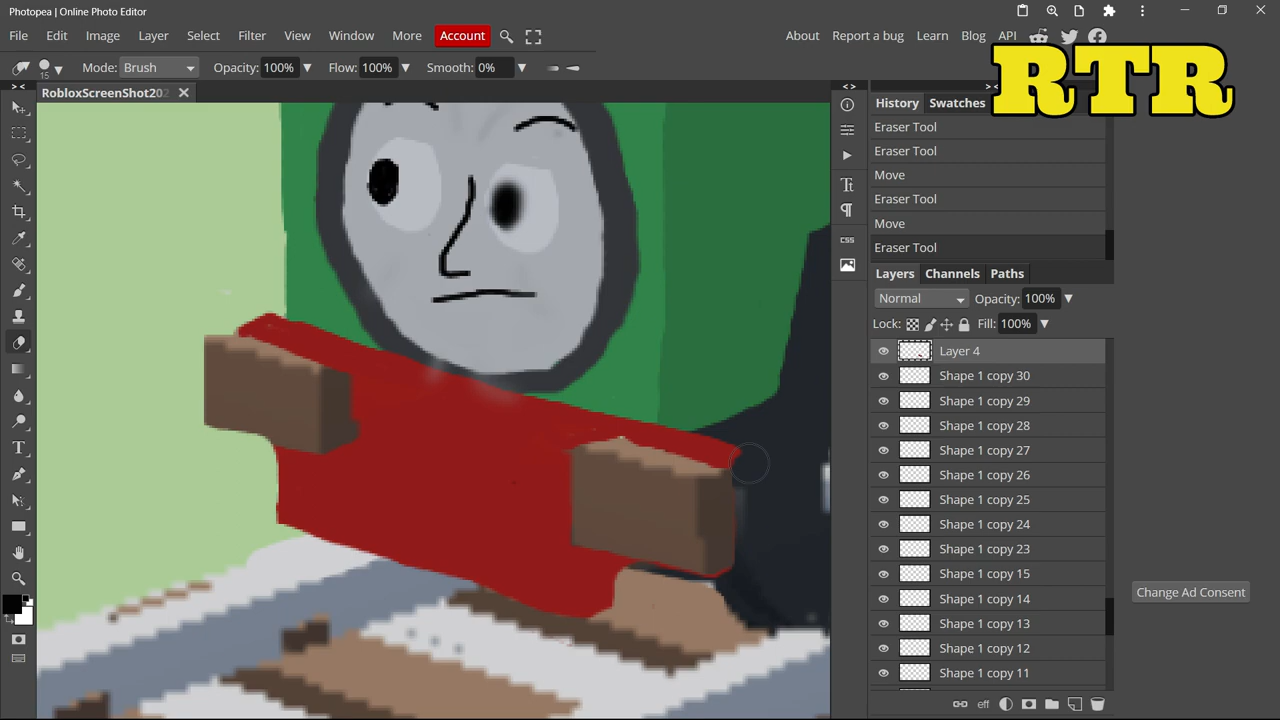 Photopea | Online Photo Editor
File Edit Image Layer Select Filter View Window More Account About Report a bug Learn Blog API
RTR
15 Mode: Brush Opacity: 100% Flow: 100% Smooth: 0%
RobloxScreenShot202
History Swatches
Eraser Tool
Eraser Tool
Move
Eraser Tool
Move
Eraser Tool
Layers Channels Paths
Normal Opacity: 100%
Lock: Fill: 100%
Layer 4
Shape 1 copy 30
Shape 1 copy 29
Shape 1 copy 28
Shape 1 copy 27
Shape 1 copy 26
Shape 1 copy 25
Shape 1 copy 24
Shape 1 copy 23
Shape 1 copy 15
Shape 1 copy 14
Shape 1 copy 13
Shape 1 copy 12
Shape 1 copy 11
CSS
eff
Change Ad Consent